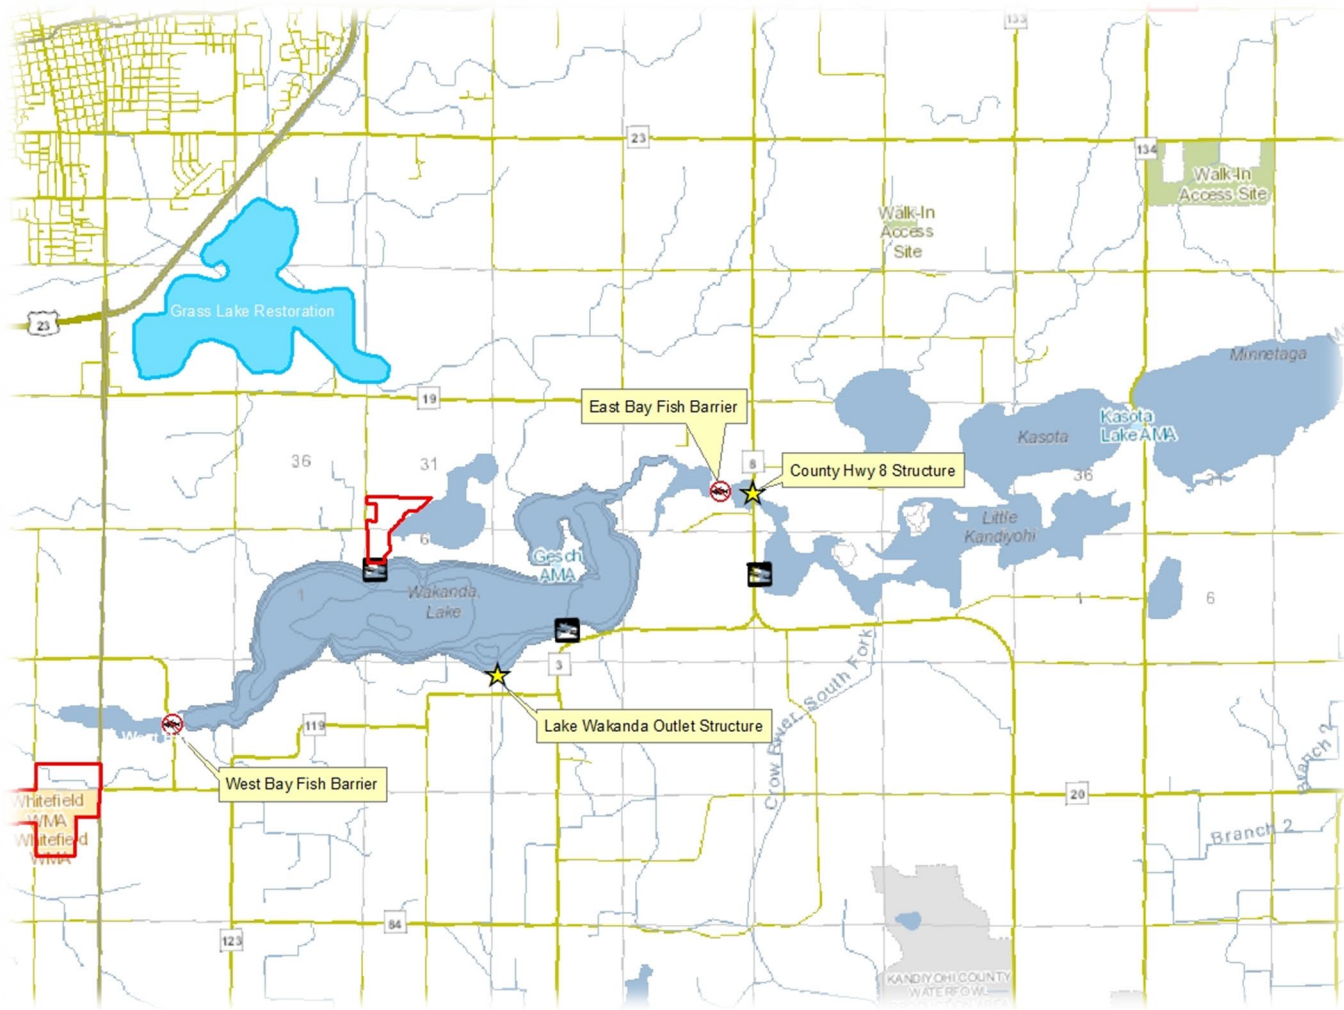 133
23
134
Walk-In
Access Site
Walk-In
Access
Site
Grass Lake Restoration
23
Minnetaga
19
East Bay Fish Barrier
Kasota
Kasota
Lake AMA
36
31
8
County Hwy 8 Structure
36
31
Little
Kandiyohi
6
Gesch
AMA
1
Wakanda
Lake
1
6
3
Crow River, South Fork
119
Lake Wakanda Outlet Structure
West Bay Fish Barrier
Whitefield
WMA
Whitefield
WMA
20
Branch 2
Branch 2
84
123
KANDIYOHI COUNTY
WATERFOWL